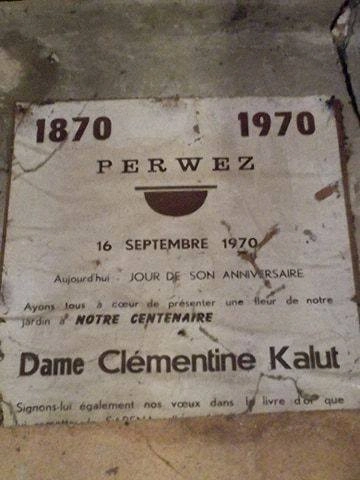 1870 1970
PERWEZ
16 SEPTEMBRE 1970
Aujourd'hui JOUR DE SON ANNIVERSAIRE
Ayons tous à cœur de présenter une fleur de notre
jardin à NOTRE CENTENAIRE
Dame Clémentine Kalut
Signons-lui également nos vœux dans le livre d'or que